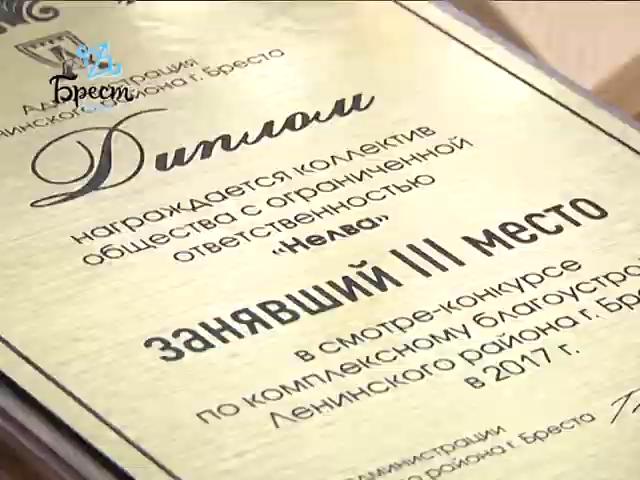 Брест
Администрация
Ленинского района г. Бреста
Диплом
награждается коллектив
общества с ограниченной
ответственностью
«Нелва»
занявший III место
в смотре-конкурсе
по комплексному благоустро
Ленинского района г. Бре
в 2017 г.
администрации
района г. Бреста